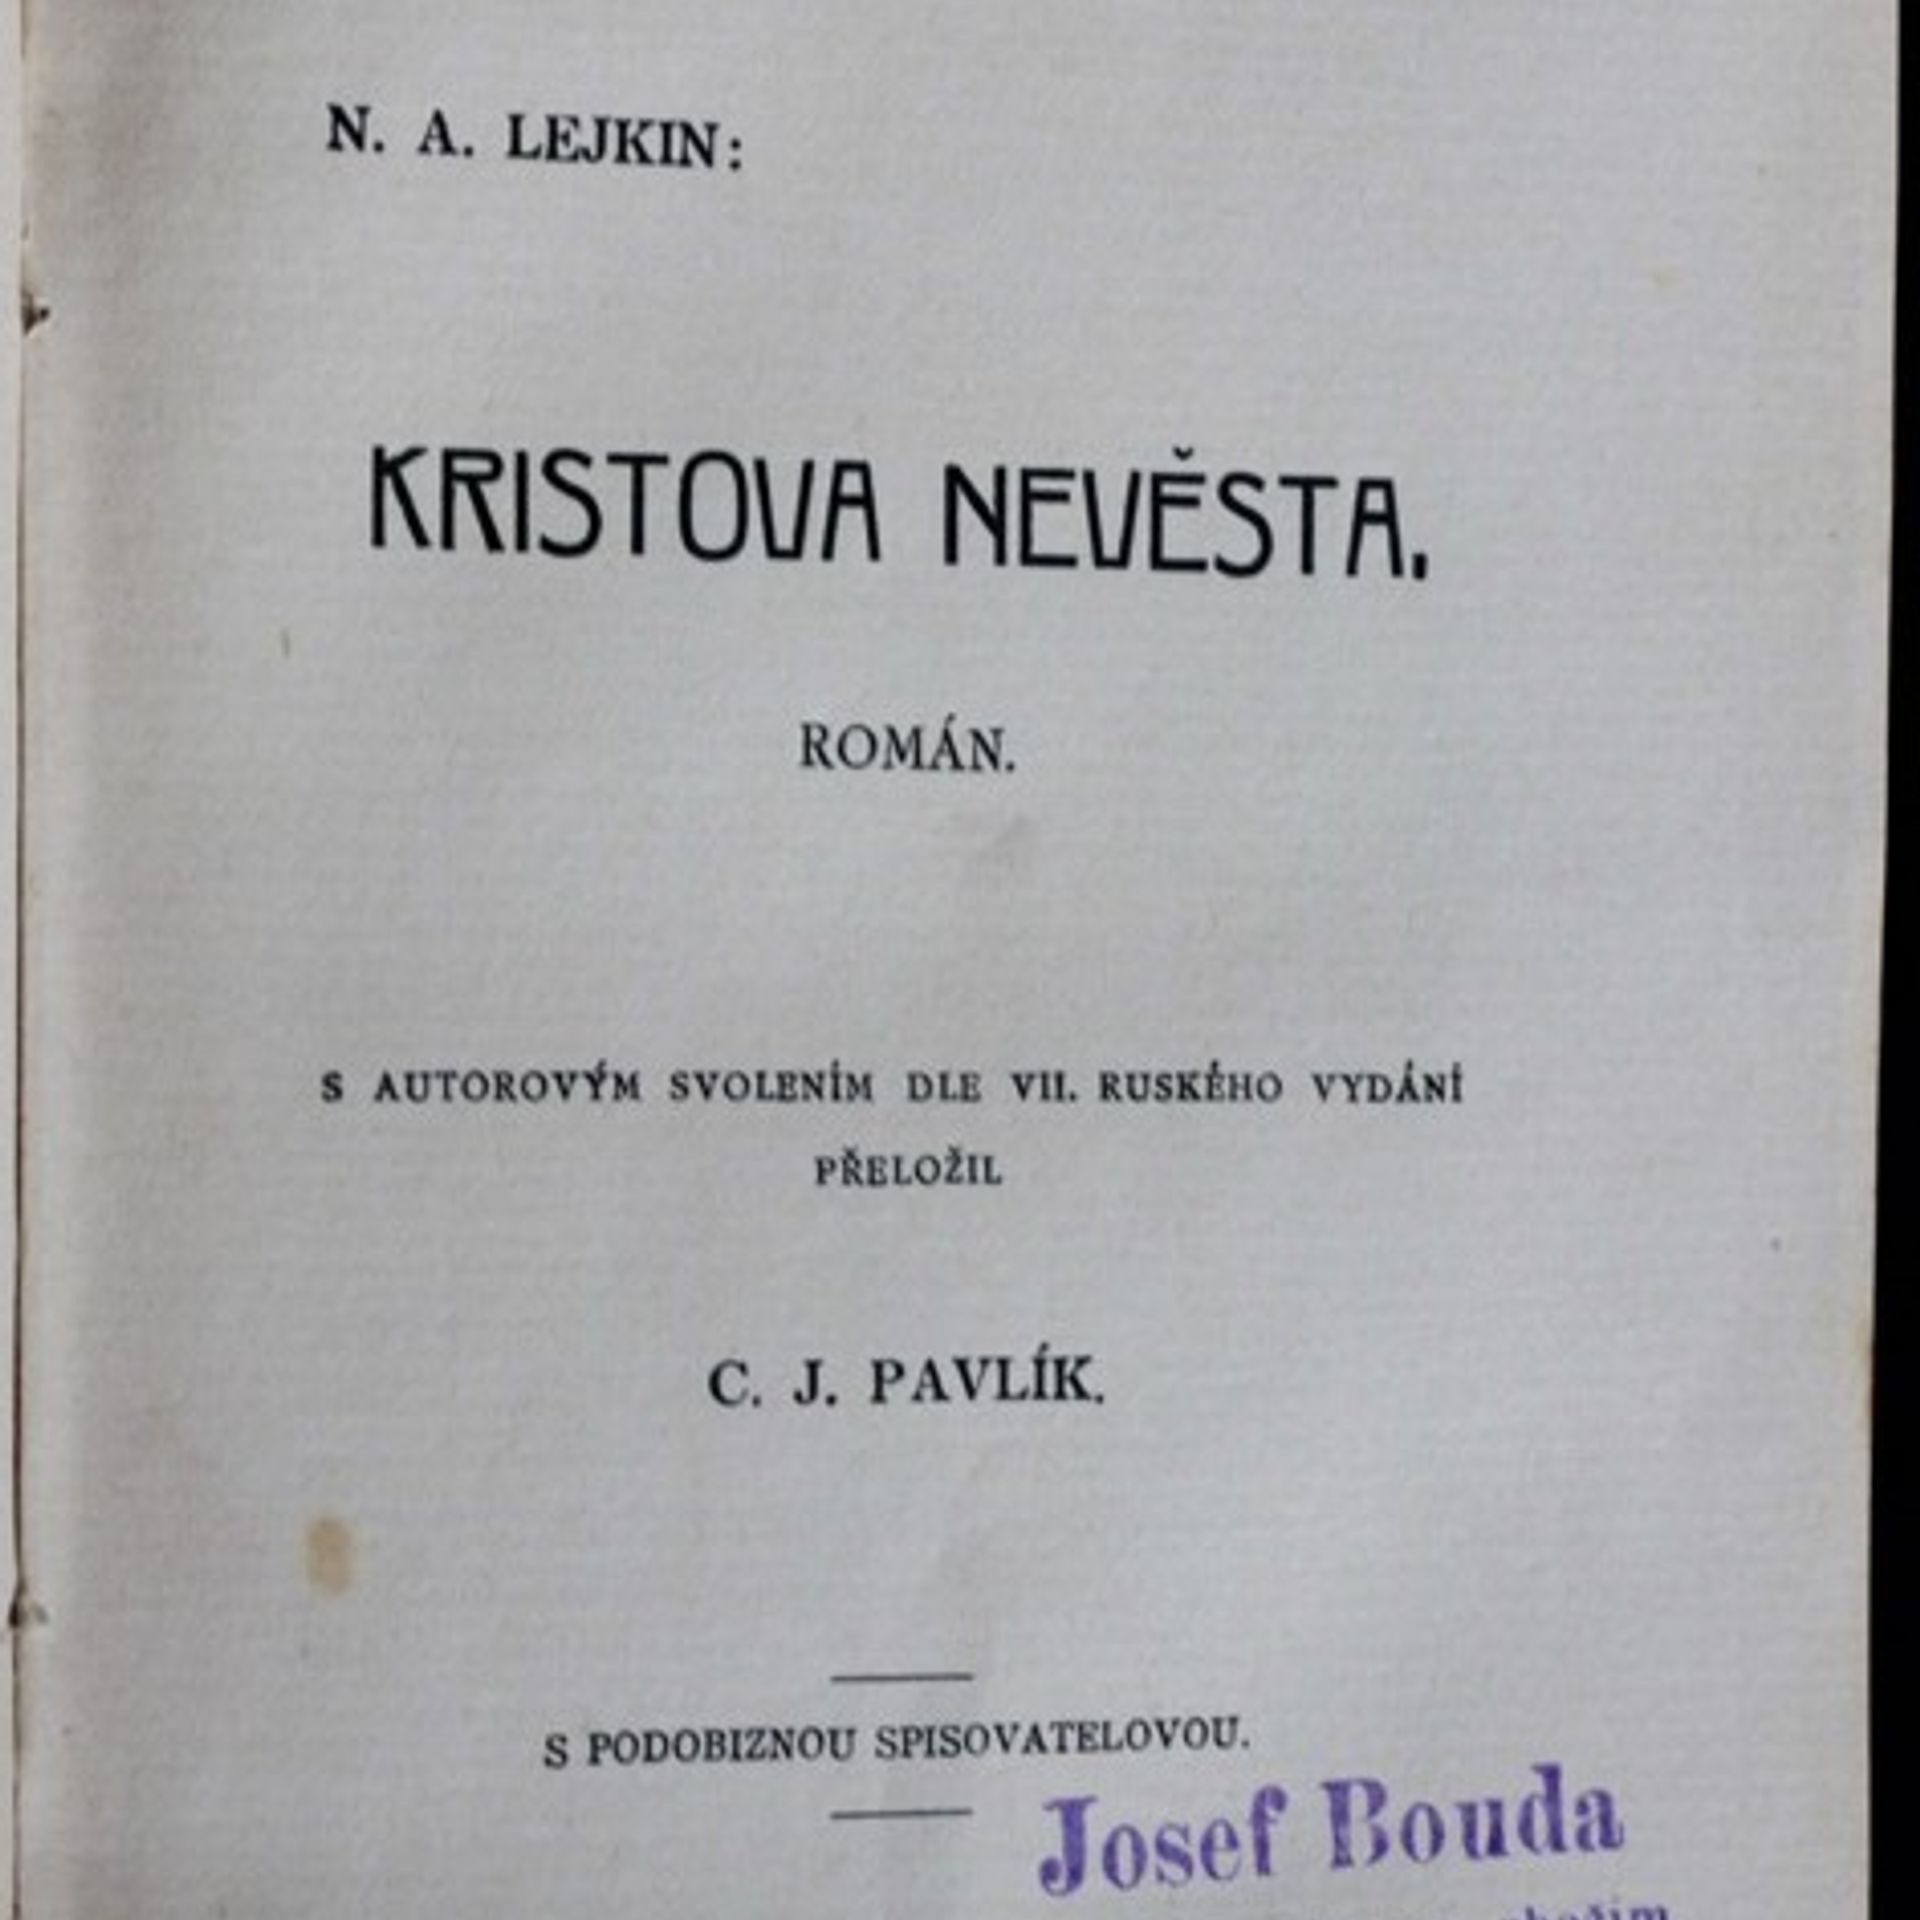 N. A. LEJKIN:
KRISTOVA NEVĚSTA.
ROMÁN.
S AUTOROVÝM SVOLENÍM DLE VII. RUSKÉHO VYDÁNÍ
PŘELOŽIL
C. J. PAVLÍK.
S PODOBIZNOU SPISOVATELOVOU.
Josef Bouda